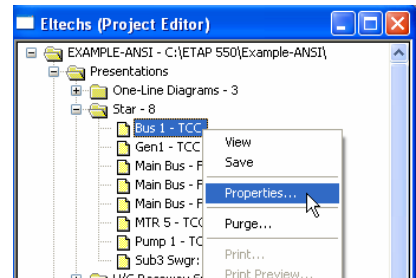 Eltechs (Project Editor)
EXAMPLE-ANSI - C:\ETAP 550\Example-ANSI\
Presentations
One-Line Diagrams - 3
Star - 8
Bus 1 - TCC
Gen1 - TCC
Main Bus - F
Main Bus - F
Main Bus - F
MTR 5 - TCC
Pump 1 - TC
Sub3 Swgr:
View
Save
Properties...
Purge...
Print...
Print Preview...